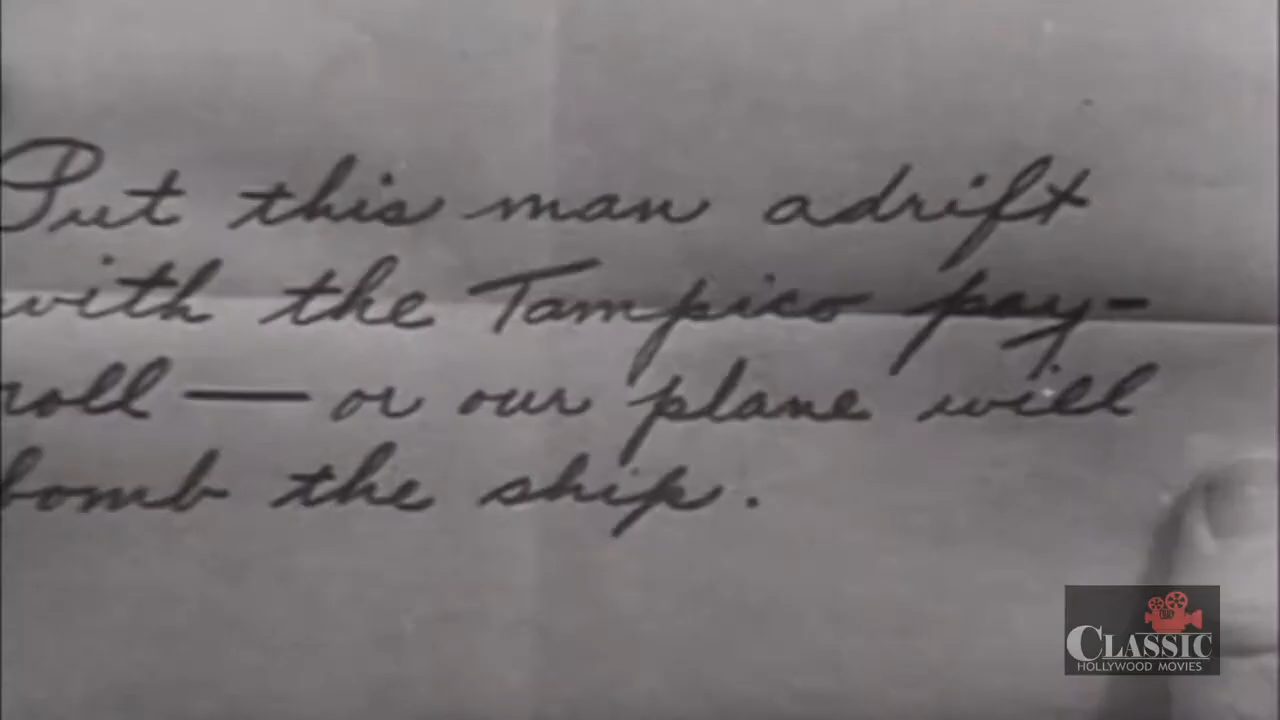 Put this man adrift
with the Tampico pay-
roll — or our plane will
bomb the ship.
CLASSIC
HOLLYWOOD MOVIES